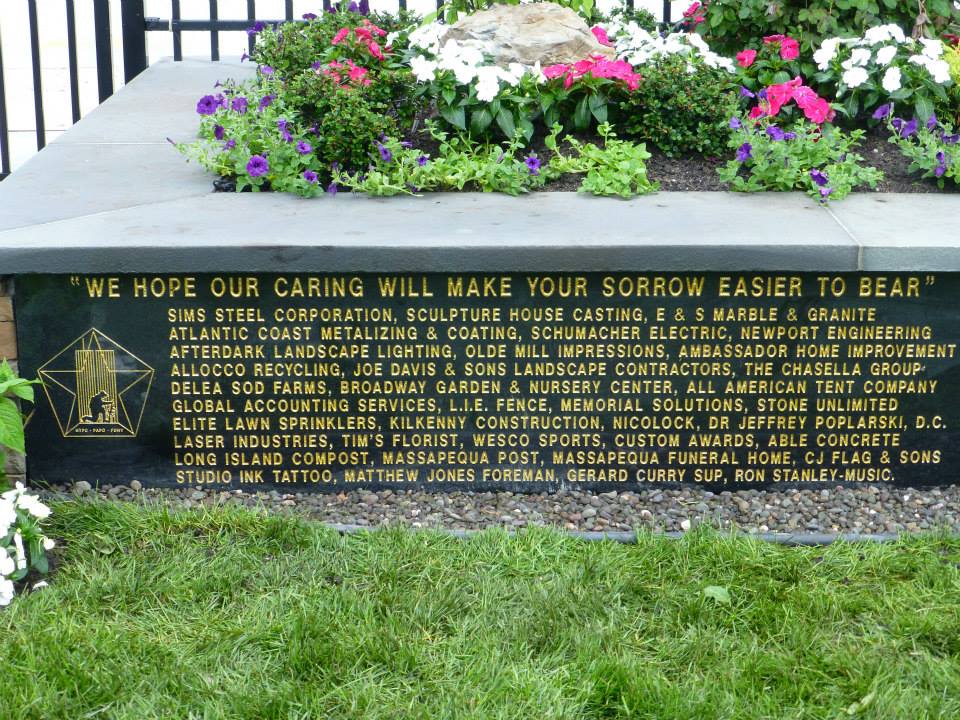 "WE HOPE OUR CARING WILL MAKE YOUR SORROW EASIER TO BEAR"
SIMS STEEL CORPORATION, SCULPTURE HOUSE CASTING, E & S MARBLE & GRANITE
ATLANTIC COAST METALIZING & COATING, SCHUMACHER ELECTRIC, NEWPORT ENGINEERING
AFTERDARK LANDSCAPE LIGHTING, OLDE MILL IMPRESSIONS, AMBASSADOR HOME IMPROVEMENT
ALLOCCO RECYCLING, JOE DAVIS & SONS LANDSCAPE CONTRACTORS, THE CHASELLA GROUP
DELEA SOD FARMS, BROADWAY GARDEN & NURSERY CENTER, ALL AMERICAN TENT COMPANY
GLOBAL ACCOUNTING SERVICES, L.I.E. FENCE, MEMORIAL SOLUTIONS, STONE UNLIMITED
ELITE LAWN SPRINKLERS, KILKENNY CONSTRUCTION, NICOLOCK, DR JEFFREY POPLARSKI, D.C.
LASER INDUSTRIES, TIM'S FLORIST, WESCO SPORTS, CUSTOM AWARDS, ABLE CONCRETE
LONG ISLAND COMPOST, MASSAPEQUA POST, MASSAPEQUA FUNERAL HOME, CJ FLAG & SONS
STUDIO INK TATTOO, MATTHEW JONES FOREMAN, GERARD CURRY SUP, RON STANLEY-MUSIC.
NYPD - PAPD - FDNY